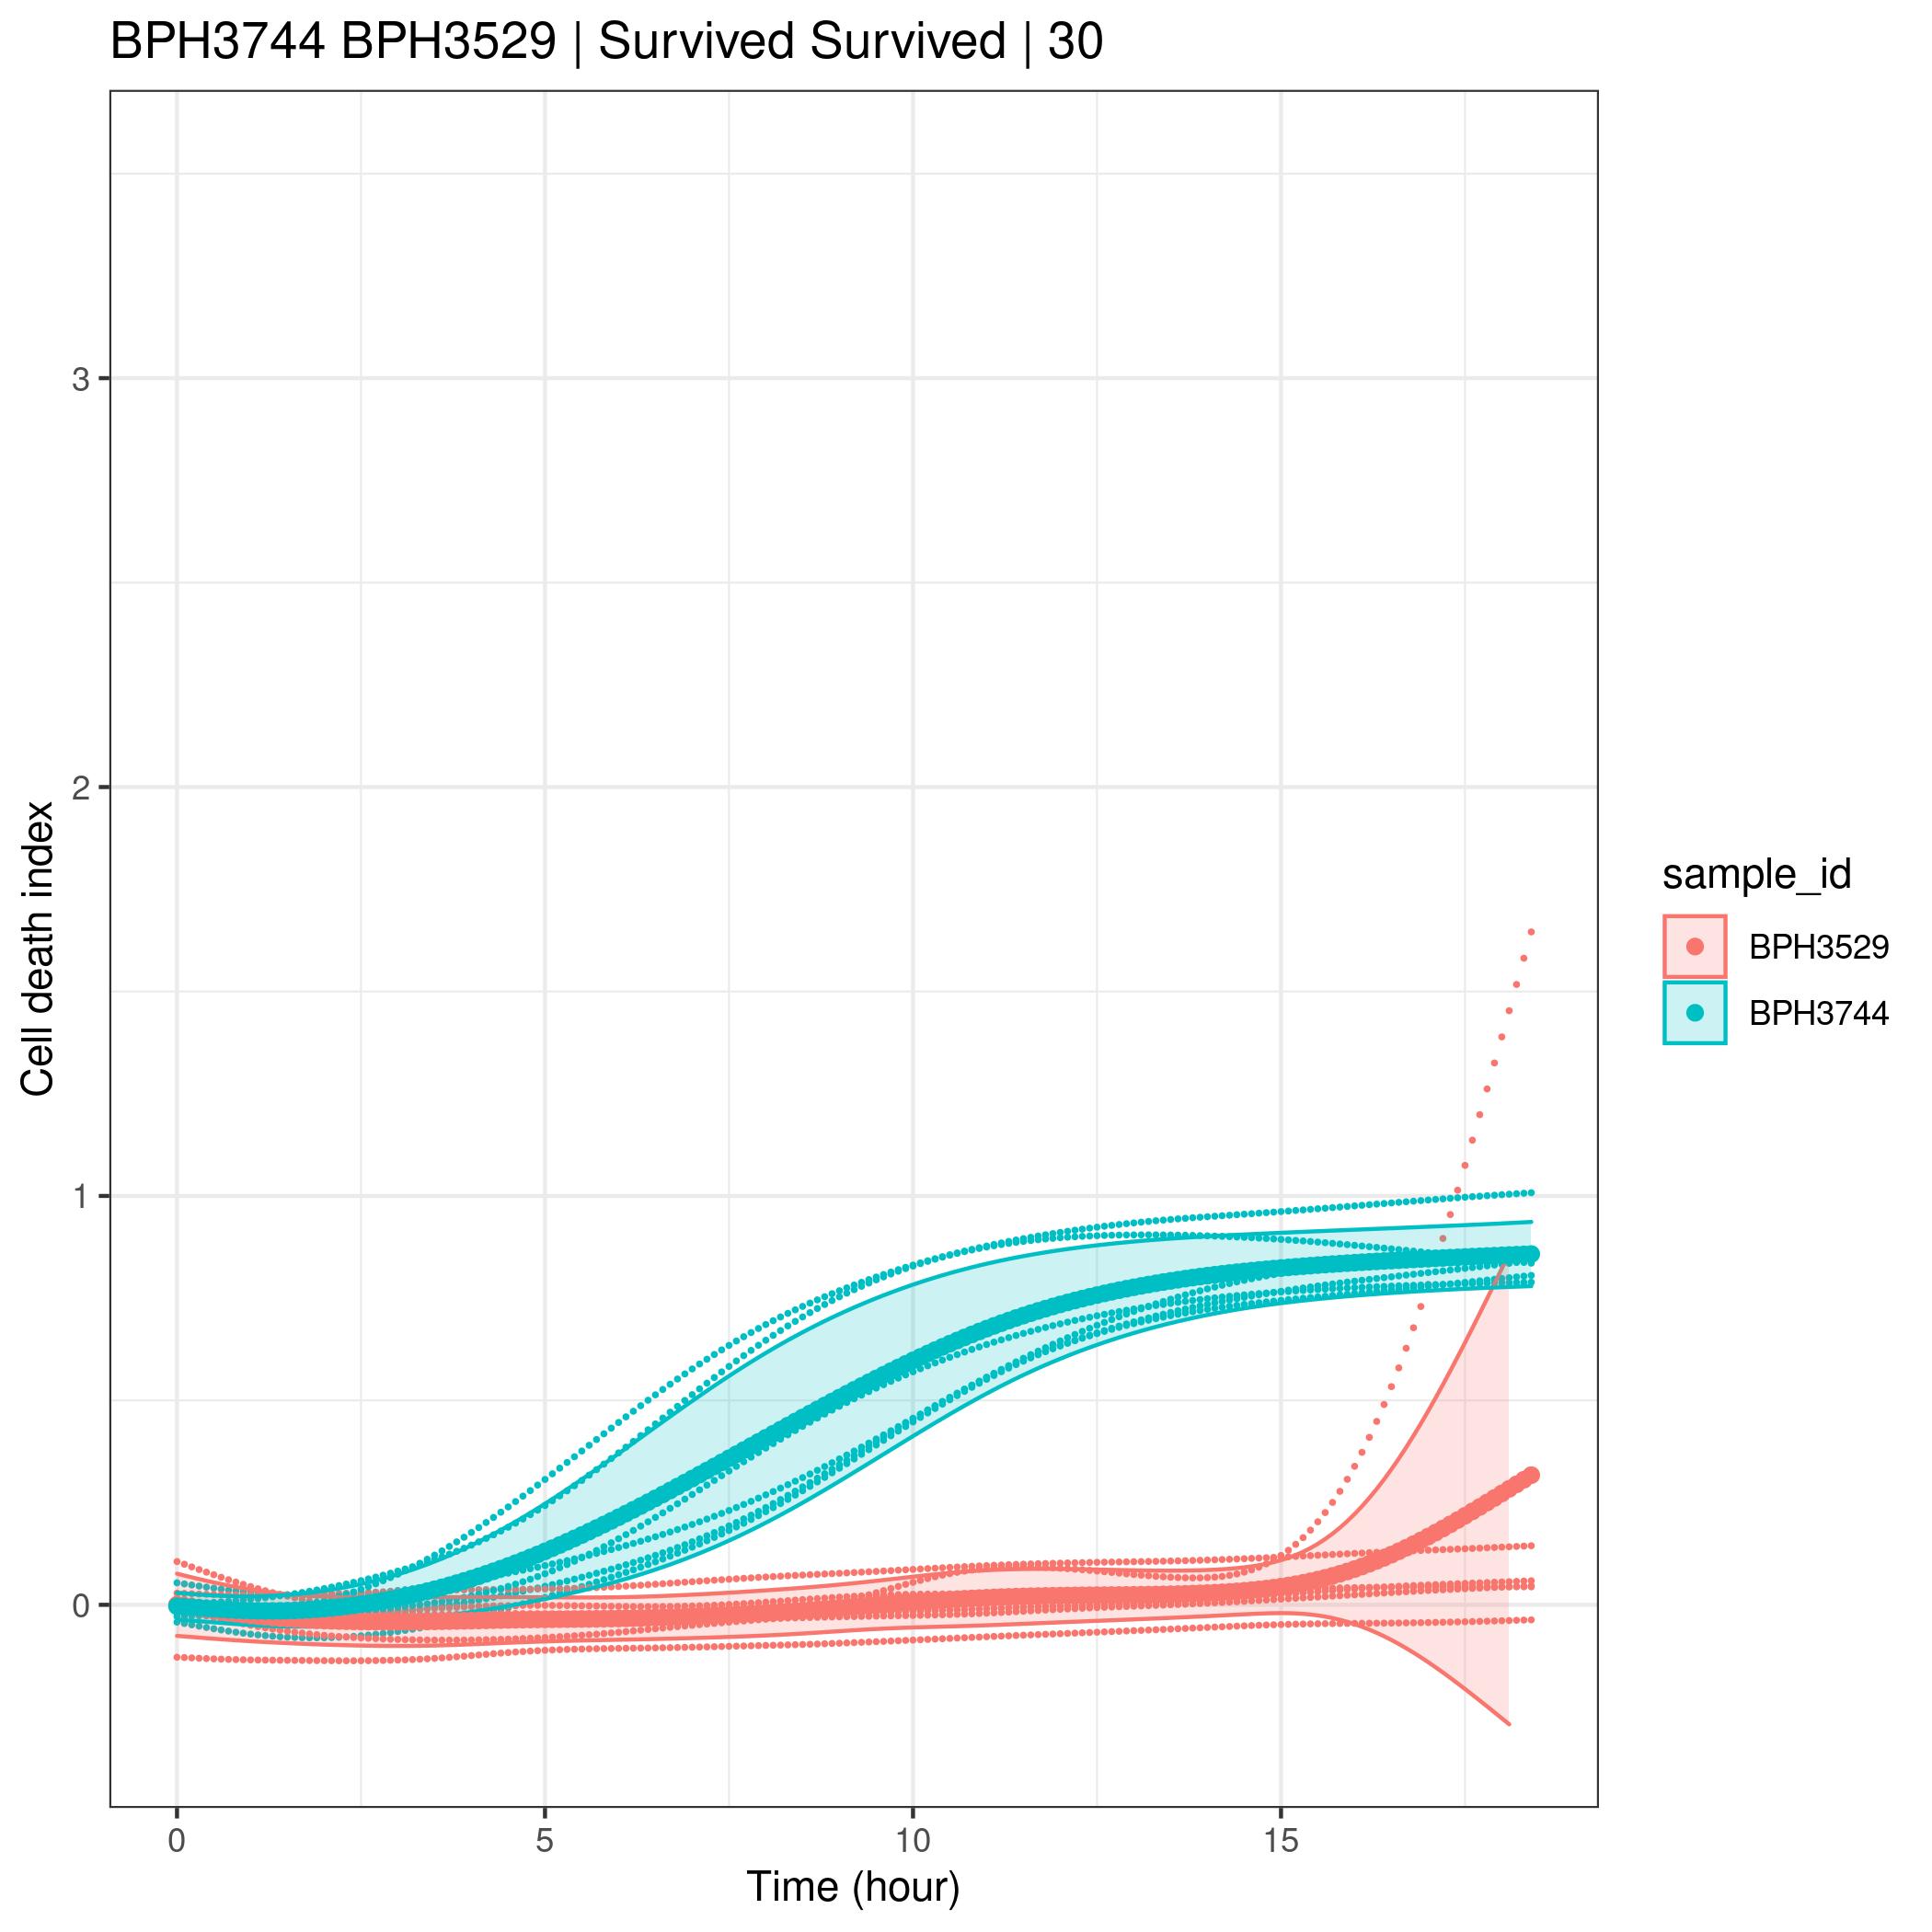 BPH3744 BPH3529 | Survived Survived | 30
3
2
1
0
Cell death index
0 5 10 15
Time (hour)
sample_id
BPH3529
BPH3744